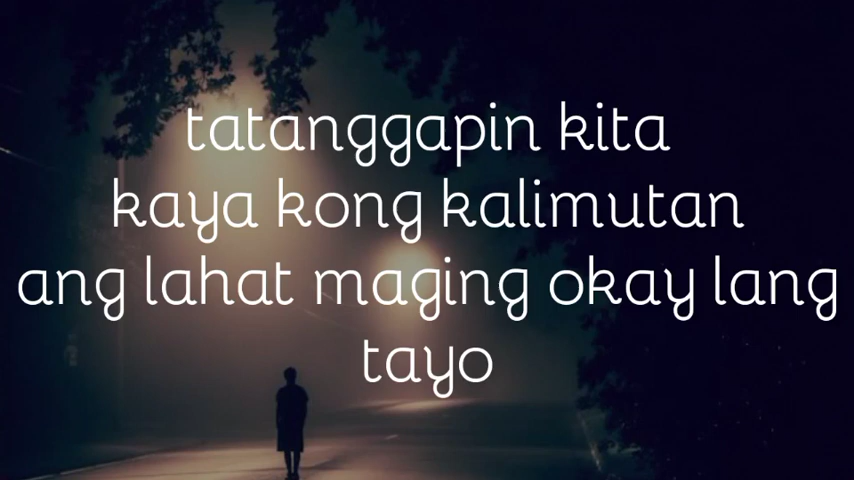 tatanggapin kita
kaya kong kalimutan
ang lahat maging okay lang
tayo